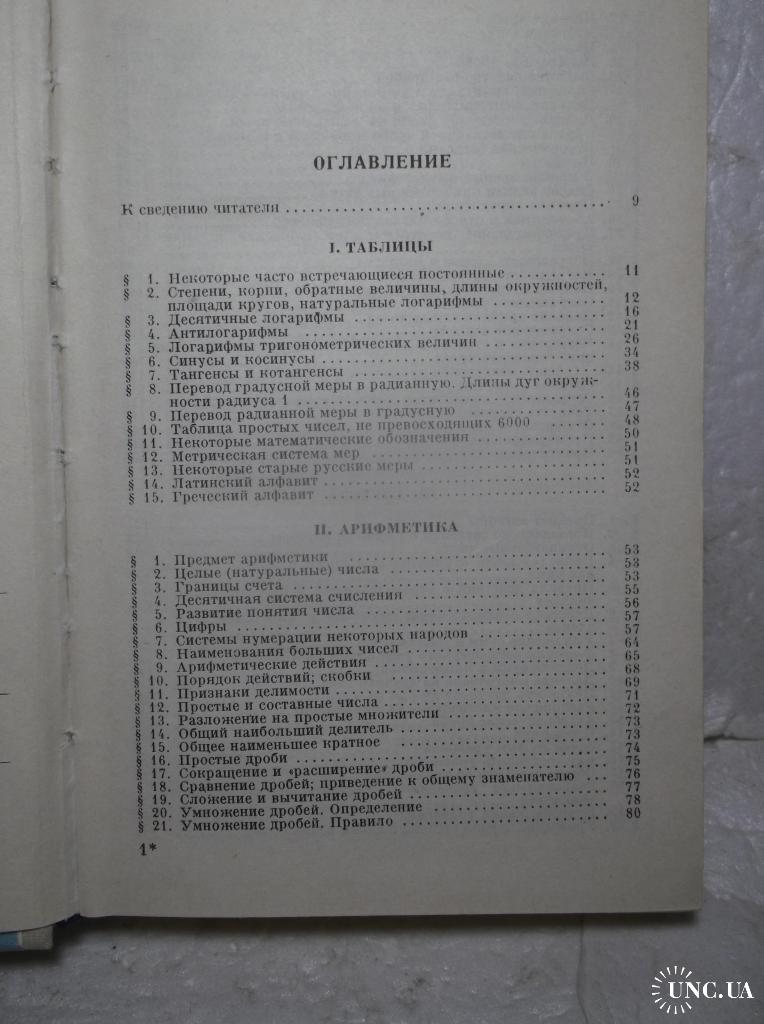 ОГЛАВЛЕНИЕ
К сведению читателя ........ 9
I. ТАБЛИЦЫ
§ 1. Некоторые часто встречающиеся постоянные ........ 11
§ 2. Степени, корни, обратные величины, длины окружностей,
площади кругов, натуральные логарифмы ........ 12
§ 3. Десятичные логарифмы ........ 16
§ 4. Антилогарифмы ........ 21
§ 5. Логарифмы тригонометрических величин ........ 26
§ 6. Синусы и косинусы ........ 34
§ 7. Тангенсы и котангенсы ........ 38
§ 8. Перевод градусной меры в радианную. Длины дуг окруж-
ности радиуса 1 ........ 46
§ 9. Перевод радианной меры в градусную ........ 47
§ 10. Таблица простых чисел, не превосходящих 6000 ........ 48
§ 11. Некоторые математические обозначения ........ 50
§ 12. Метрическая система мер ........ 51
§ 13. Некоторые старые русские меры ........ 51
§ 14. Латинский алфавит ........ 52
§ 15. Греческий алфавит ........ 52
II. АРИФМЕТИКА
§ 1. Предмет арифметики ........ 53
§ 2. Целые (натуральные) числа ........ 53
§ 3. Границы счета ........ 53
§ 4. Десятичная система счисления ........ 55
§ 5. Развитие понятия числа ........ 56
§ 6. Цифры ........ 57
§ 7. Системы нумерации некоторых народов ........ 57
§ 8. Наименования больших чисел ........ 64
§ 9. Арифметические действия ........ 65
§ 10. Порядок действий; скобки ........ 68
§ 11. Признаки делимости ........ 69
§ 12. Простые и составные числа ........ 71
§ 13. Разложение на простые множители ........ 72
§ 14. Общий наибольший делитель ........ 73
§ 15. Общее наименьшее кратное ........ 73
§ 16. Простые дроби ........ 74
§ 17. Сокращение и «расширение» дроби ........ 75
§ 18. Сравнение дробей; приведение к общему знаменателю ... 76
§ 19. Сложение и вычитание дробей ........ 77
§ 20. Умножение дробей. Определение ........ 78
§ 21. Умножение дробей. Правило ........ 80
1*
UNC.UA